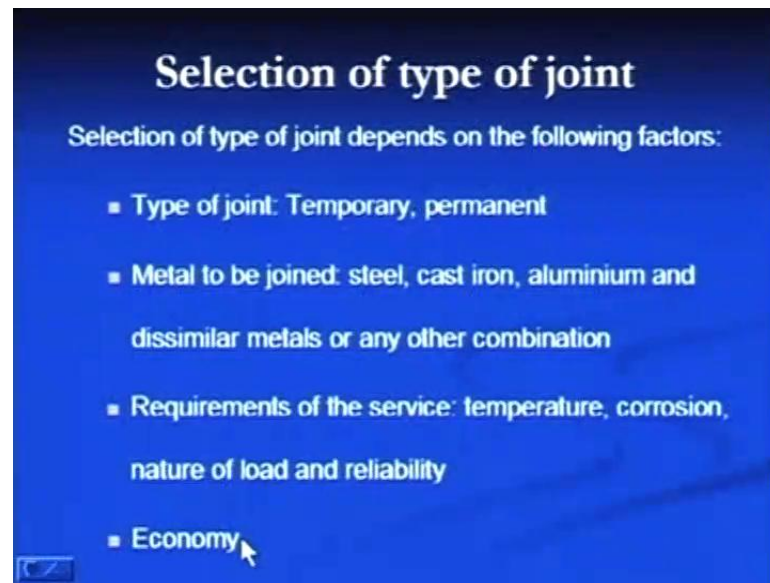 Selection of type of joint
Selection of type of joint depends on the following factors:
Type of joint: Temporary, permanent
Metal to be joined: steel, cast iron, aluminium and
dissimilar metals or any other combination
Requirements of the service: temperature, corrosion,
nature of load and reliability
Economy